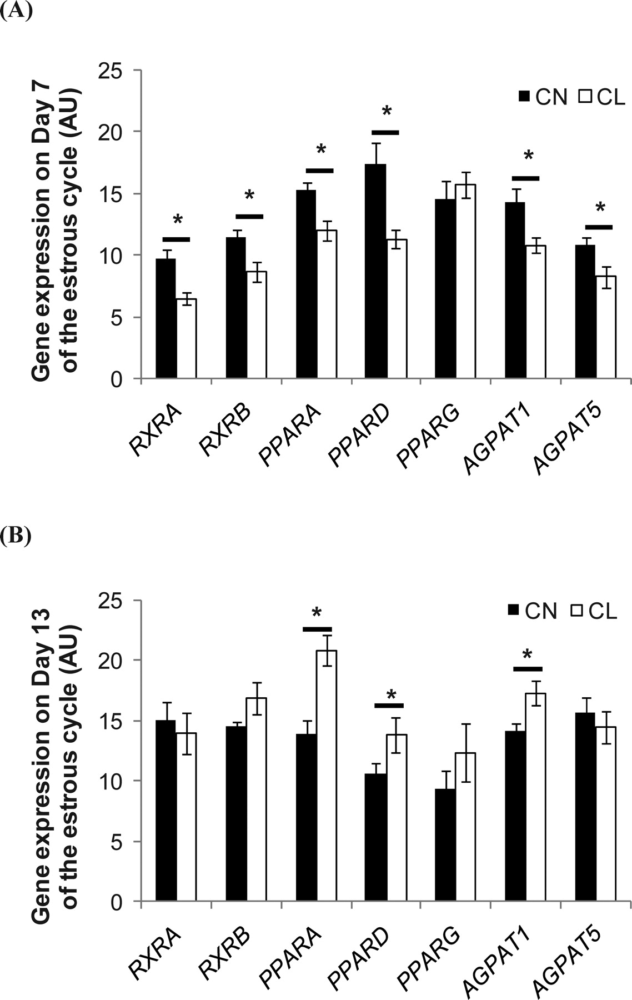 (A)
Gene expression on Day 7
of the estrous cycle (AU)
25
20
15
10
5
0
CN CL
*
*
*
*
*
*
RXRA
RXRB
PPARA
PPARD
PPARG
AGPAT1
AGPAT5
(B)
Gene expression on Day 13
of the estrous cycle (AU)
25
20
15
10
5
0
CN CL
*
*
*
RXRA
RXRB
PPARA
PPARD
PPARG
AGPAT1
AGPAT5